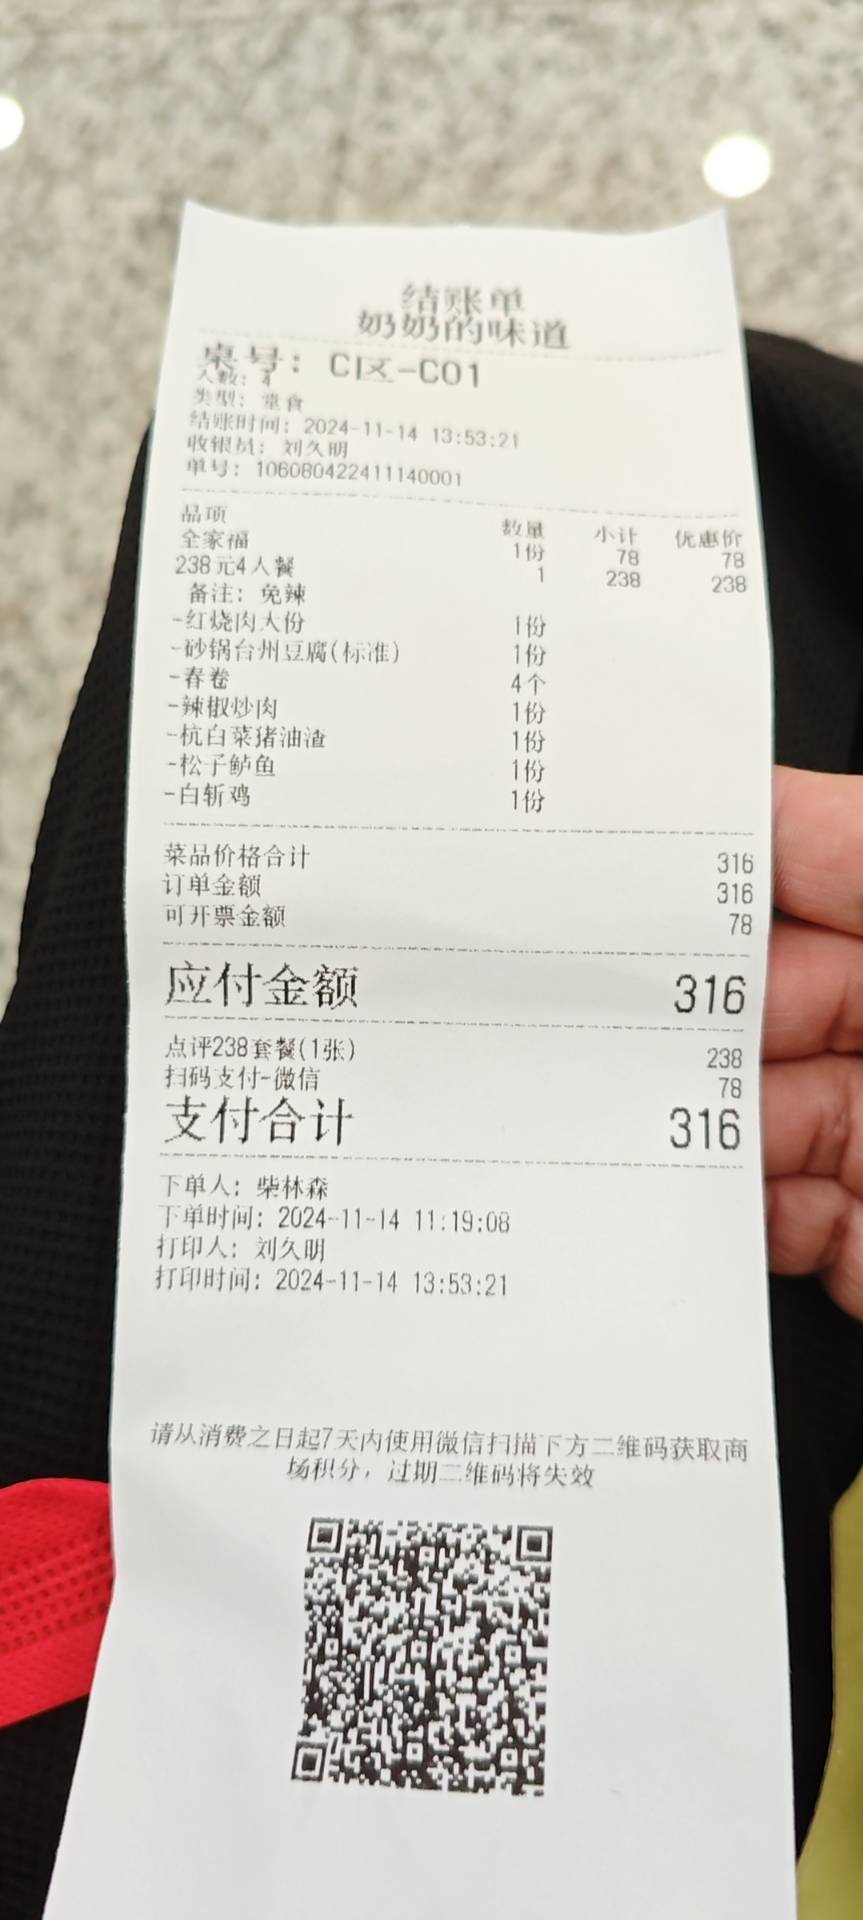 结账单
奶奶的味道
桌号: C区-C01
人数: 4
类型: 堂食
结账时间: 2024-11-14 13:53:21
收银员: 刘久明
单号: 106080422411140001
品项 数量 小计 优惠价
全家福 1份 78 78
238元4人餐 1 238 238
备注: 免辣
-红烧肉大份 1份
-砂锅台州豆腐(标准) 1份
-春卷 4个
-辣椒炒肉 1份
-杭白菜猪油渣 1份
-松子鲈鱼 1份
-白斩鸡 1份
菜品价格合计 316
订单金额 316
可开票金额 78
应付金额 316
点评238套餐(1张) 238
扫码支付-微信 78
支付合计 316
下单人: 柴林森
下单时间: 2024-11-14 11:19:08
打印人: 刘久明
打印时间: 2024-11-14 13:53:21
请从消费之日起7天内使用微信扫描下方二维码获取商
场积分，过期二维码将失效